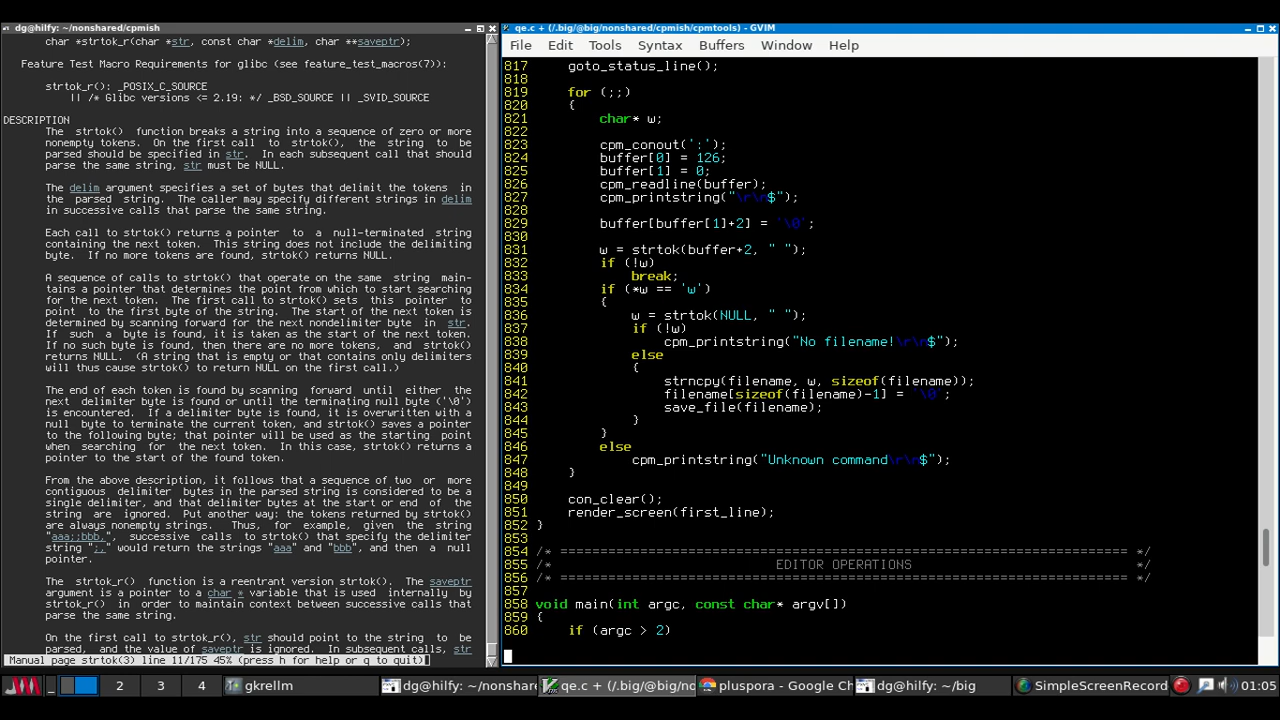 dg@hilfy: ~/nonshared/cpmish
char *strtok_r(char *str, const char *delim, char **saveptr);
Feature Test Macro Requirements for glibc (see feature_test_macros(7)):
strtok_r(): _POSIX_C_SOURCE
|| /* Glibc versions <= 2.19: */ _BSD_SOURCE || _SVID_SOURCE
DESCRIPTION
The strtok() function breaks a string into a sequence of zero or more
nonempty tokens. On the first call to strtok(), the string to be
parsed should be specified in str. In each subsequent call that should
parse the same string, str must be NULL.
The delim argument specifies a set of bytes that delimit the tokens in
the parsed string. The caller may specify different strings in delim
in successive calls that parse the same string.
Each call to strtok() returns a pointer to a null-terminated string
containing the next token. This string does not include the delimiting
byte. If no more tokens are found, strtok() returns NULL.
A sequence of calls to strtok() that operate on the same string main-
tains a pointer that determines the point from which to start searching
for the next token. The first call to strtok() sets this pointer to
point to the first byte of the string. The start of the next token is
determined by scanning forward for the next nondelimiter byte in str.
If such a byte is found, it is taken as the start of the next token.
If no such byte is found, then there are no more tokens, and strtok()
returns NULL. (A string that is empty or that contains only delimiters
will thus cause strtok() to return NULL on the first call.)
The end of each token is found by scanning forward until either the
next delimiter byte is found or until the terminating null byte ('\0')
is encountered. If a delimiter byte is found, it is overwritten with a
null byte to terminate the current token, and strtok() saves a pointer
to the following byte; that pointer will be used as the starting point
when searching for the next token. In this case, strtok() returns a
pointer to the start of the found token.
From the above description, it follows that a sequence of two or more
contiguous delimiter bytes in the parsed string is considered to be a
single delimiter, and that delimiter bytes at the start or end of the
string are ignored. Put another way: the tokens returned by strtok()
are always nonempty strings. Thus, for example, given the string
"aaa;;bbb,", successive calls to strtok() that specify the delimiter
string ";," would return the strings "aaa" and "bbb", and then a null
pointer.
The strtok_r() function is a reentrant version strtok(). The saveptr
argument is a pointer to a char * variable that is used internally by
strtok_r() in order to maintain context between successive calls that
parse the same string.
On the first call to strtok_r(), str should point to the string to be
parsed, and the value of saveptr is ignored. In subsequent calls, str
Manual page strtok(3) line 11/175 45% (press h for help or q to quit)
qe.c + (/.big/@big/nonshared/cpmish/cpmtools) - GVIM
File Edit Tools Syntax Buffers Window Help
817 goto_status_line();
818
819 for (;;)
820 {
821 char* w;
822
823 cpm_conout(':');
824 buffer[0] = 126;
825 buffer[1] = 0;
826 cpm_readline(buffer);
827 cpm_printstring("\r\n$");
828
829 buffer[buffer[1]+2] = '\0';
830
831 w = strtok(buffer+2, " ");
832 if (!w)
833 break;
834 if (*w == 'w')
835 {
836 w = strtok(NULL, " ");
837 if (!w)
838 cpm_printstring("No filename!\r\n$");
839 else
840 {
841 strncpy(filename, w, sizeof(filename));
842 filename[sizeof(filename)-1] = '\0';
843 save_file(filename);
844 }
845 }
846 else
847 cpm_printstring("Unknown command\r\n$");
848 }
849
850 con_clear();
851 render_screen(first_line);
852 }
853
854 /* ======================================================================= */
855 /* EDITOR OPERATIONS */
856 /* ======================================================================= */
857
858 void main(int argc, const char* argv[])
859 {
860 if (argc > 2)
2 3 4 gkrellm dg@hilfy: ~/nonshare qe.c + (/.big/@big/no pluspora - Google Ch dg@hilfy: ~/big SimpleScreenRecord 01:05